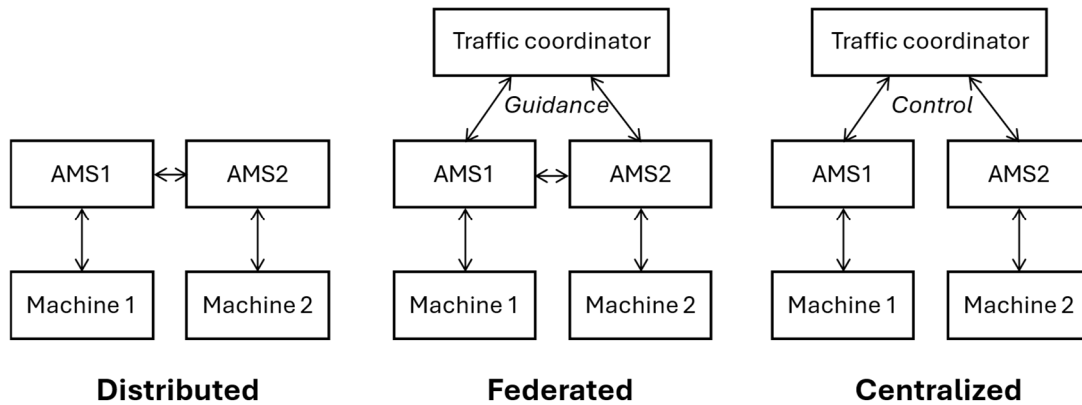 Traffic coordinator
Traffic coordinator
Guidance
Control
AMS1
AMS2
AMS1
AMS2
AMS1
AMS2
Machine 1
Machine 2
Machine 1
Machine 2
Machine 1
Machine 2
Distributed
Federated
Centralized